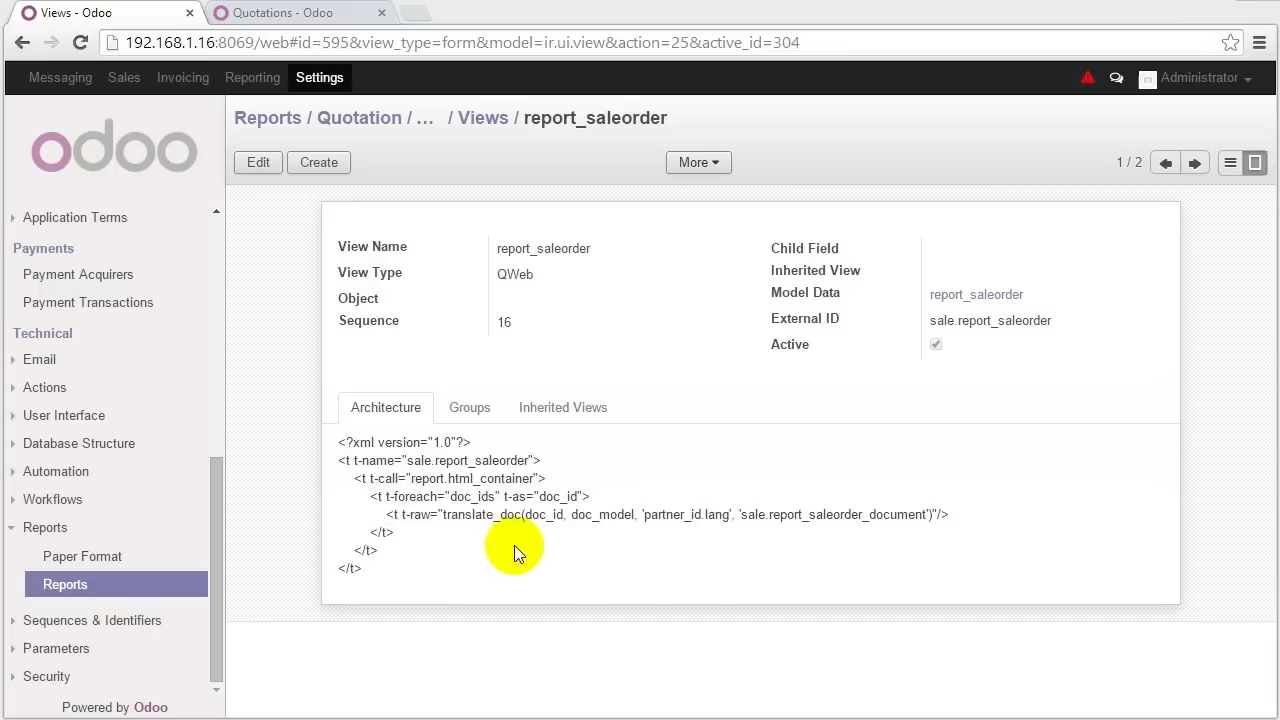 Views - Odoo
Quotations - Odoo
192.168.1.16:8069/web#id=595&view_type=form&model=ir.ui.view&action=25&active_id=304
Messaging Sales Invoicing Reporting Settings Administrator
odoo
Reports / Quotation / ... / Views / report_saleorder
Edit Create More 1 / 2
Application Terms
Payments
Payment Acquirers
Payment Transactions
Technical
Email
Actions
User Interface
Database Structure
Automation
Workflows
Reports
Paper Format
Reports
Sequences & Identifiers
Parameters
Security
Powered by Odoo
View Name report_saleorder
View Type QWeb
Object
Sequence 16
Child Field
Inherited View
Model Data report_saleorder
External ID sale.report_saleorder
Active
Architecture Groups Inherited Views
<?xml version="1.0"?>
<t t-name="sale.report_saleorder">
<t t-call="report.html_container">
<t t-foreach="doc_ids" t-as="doc_id">
<t t-raw="translate_doc(doc_id, doc_model, 'partner_id.lang', 'sale.report_saleorder_document')"/>
</t>
</t>
</t>